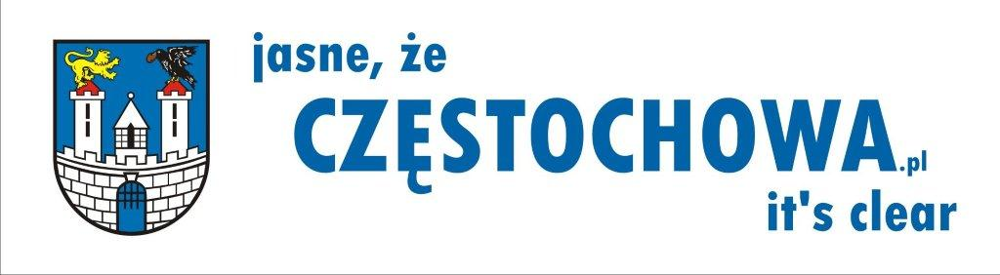 jasne, że
CZĘSTOCHOWA.pl
it's clear